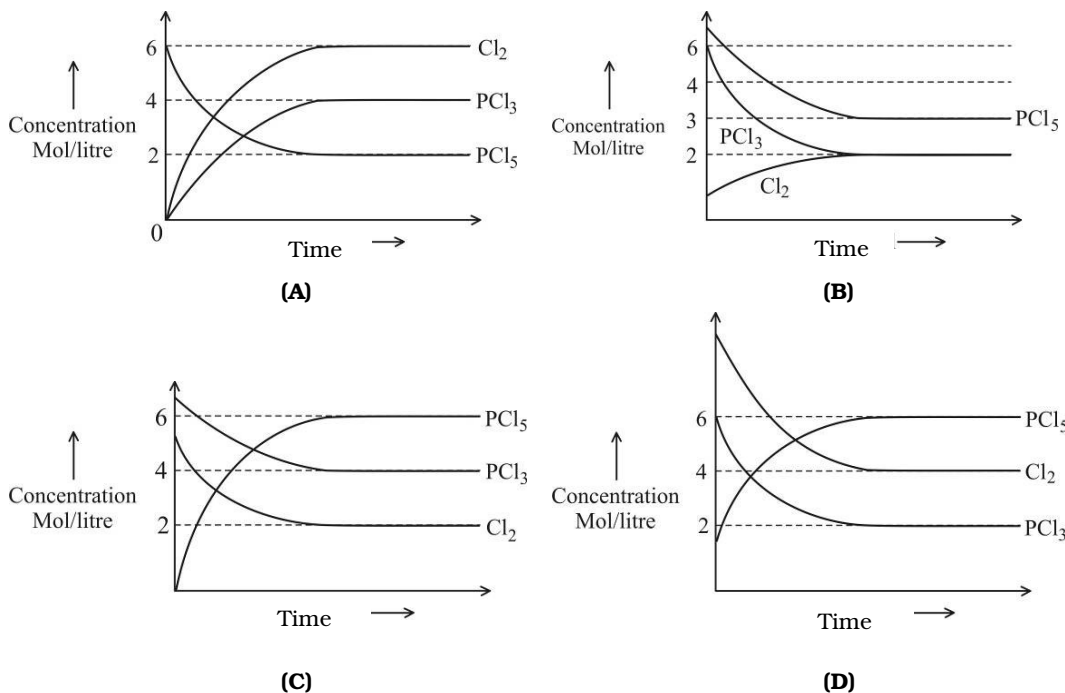 6
4
2
0
Concentration
Mol/litre
Cl₂
PCl₃
PCl₅
Time
(A)
6
4
3
2
Concentration
Mol/litre
PCl₅
PCl₃
Cl₂
Time
(B)
6
4
2
Concentration
Mol/litre
PCl₅
PCl₃
Cl₂
Time
(C)
6
4
2
Concentration
Mol/litre
PCl₅
Cl₂
PCl₃
Time
(D)